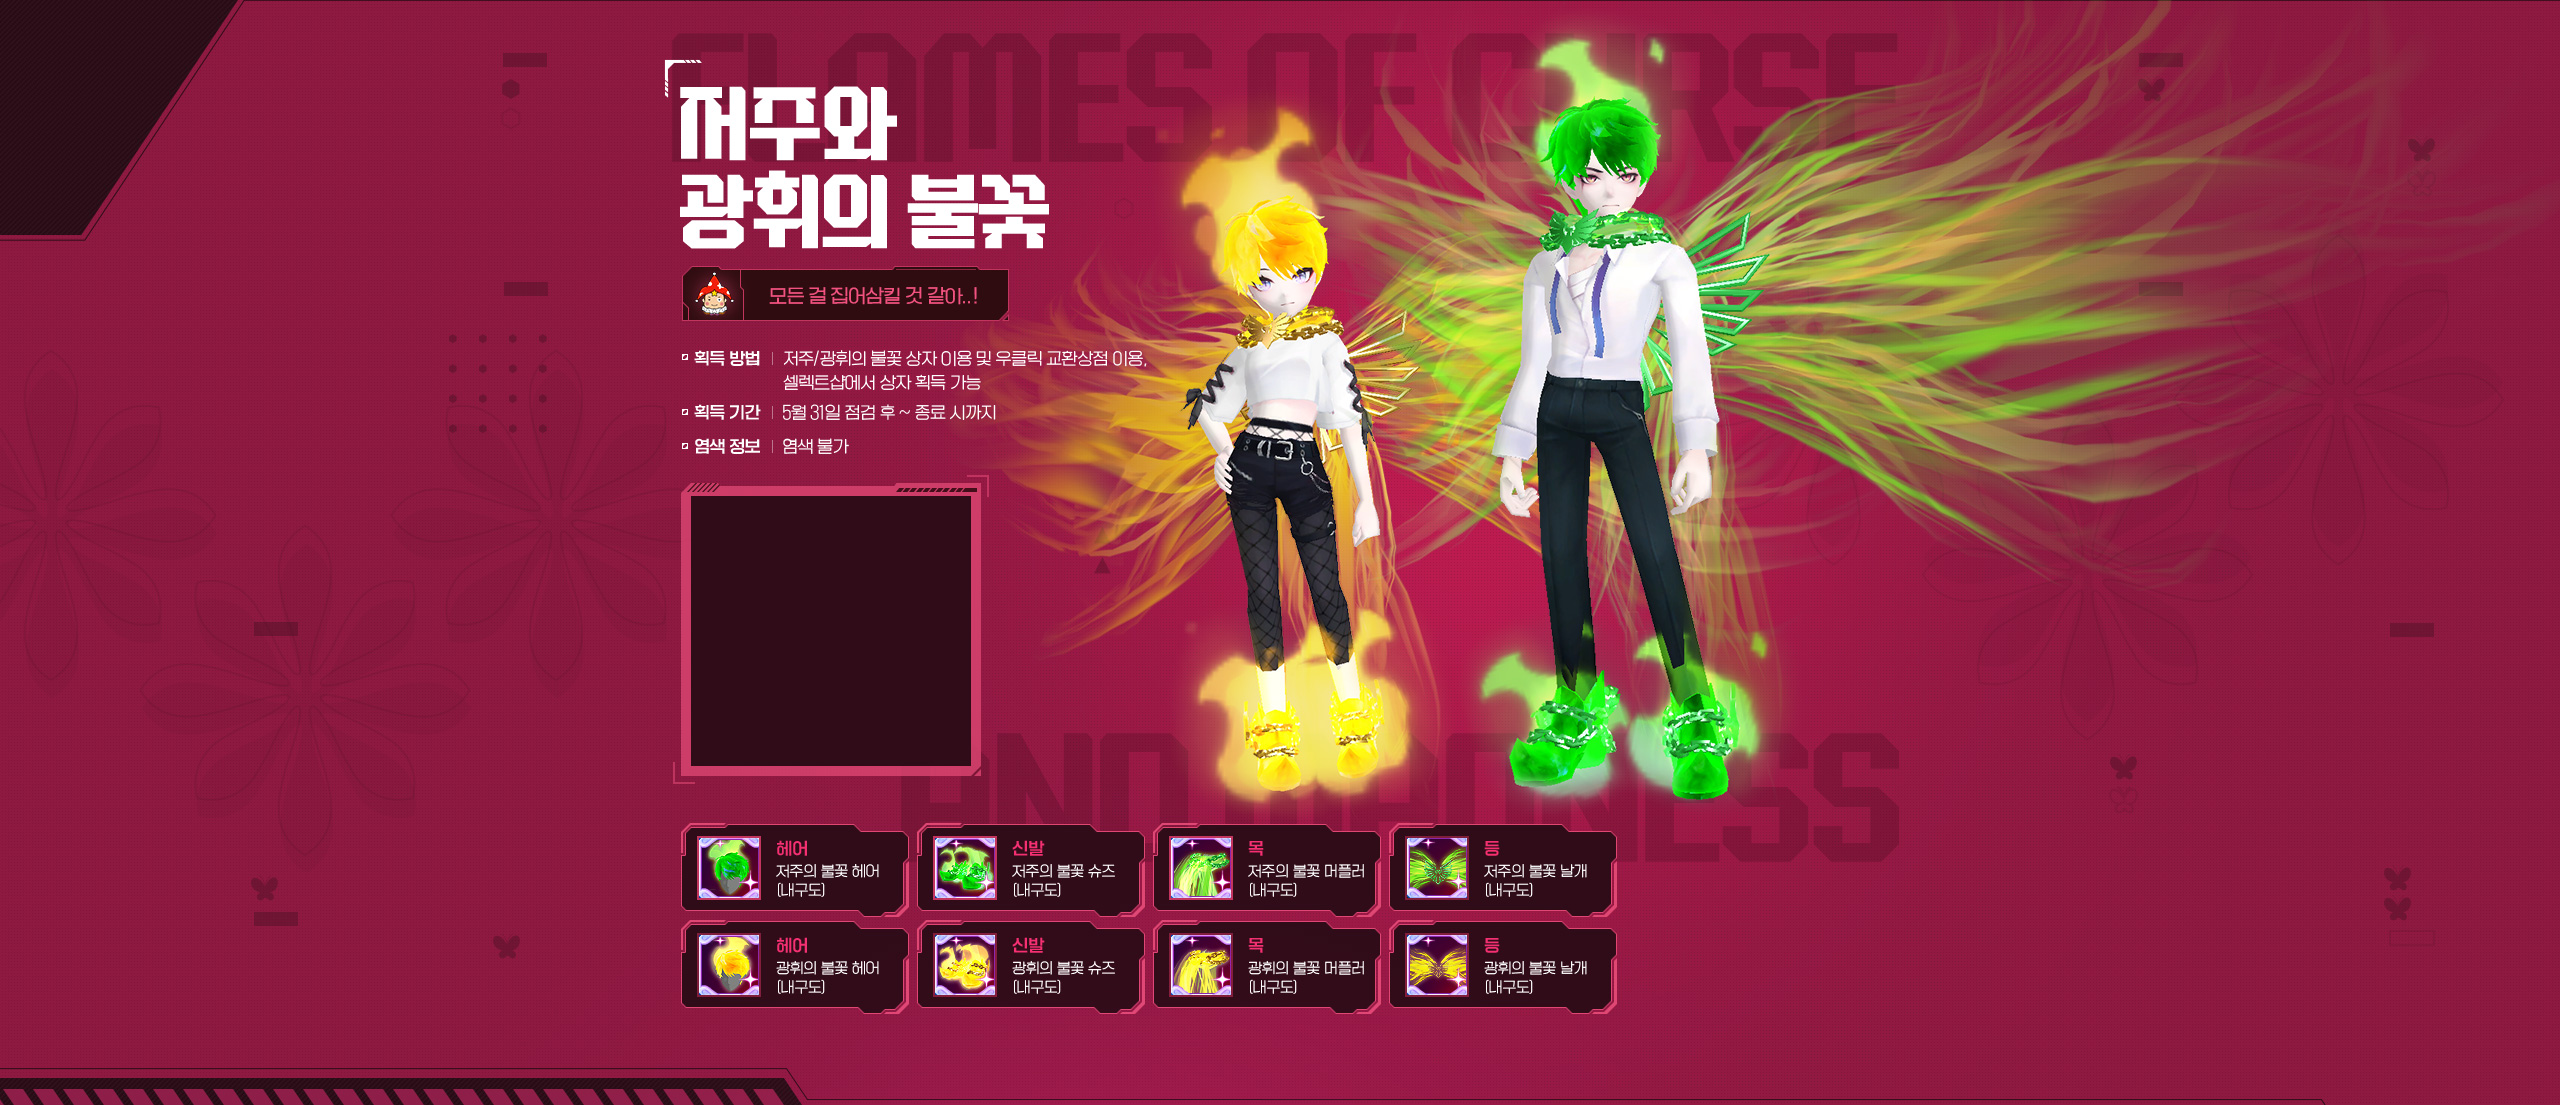 FLAMES OF CURSE
저주와
광휘의 불꽃
모든 걸 집어삼킬 것 같아..!
획득 방법 | 저주/광휘의 불꽃 상자 이용 및 우클릭 교환상점 이용,
셀렉트샵에서 상자 획득 가능
획득 기간 | 5월 31일 점검 후 ~ 종료 시까지
염색 정보 | 염색 불가
AND MADNESS
헤어
저주의 불꽃 헤어
(내구도)
신발
저주의 불꽃 슈즈
(내구도)
목
저주의 불꽃 머플러
(내구도)
등
저주의 불꽃 날개
(내구도)
헤어
광휘의 불꽃 헤어
(내구도)
신발
광휘의 불꽃 슈즈
(내구도)
목
광휘의 불꽃 머플러
(내구도)
등
광휘의 불꽃 날개
(내구도)